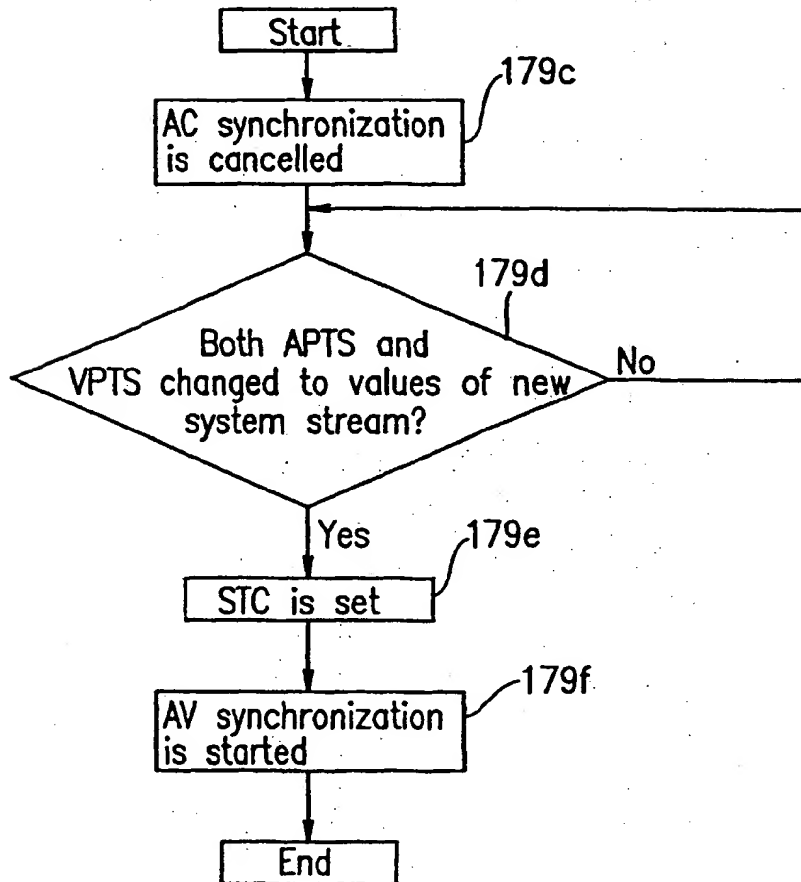 Start
179c
AC synchronization
is cancelled
179d
Both APTS and
VPTS changed to values of new
system stream?
No
Yes
179e
STC is set
179f
AV synchronization
is started
End